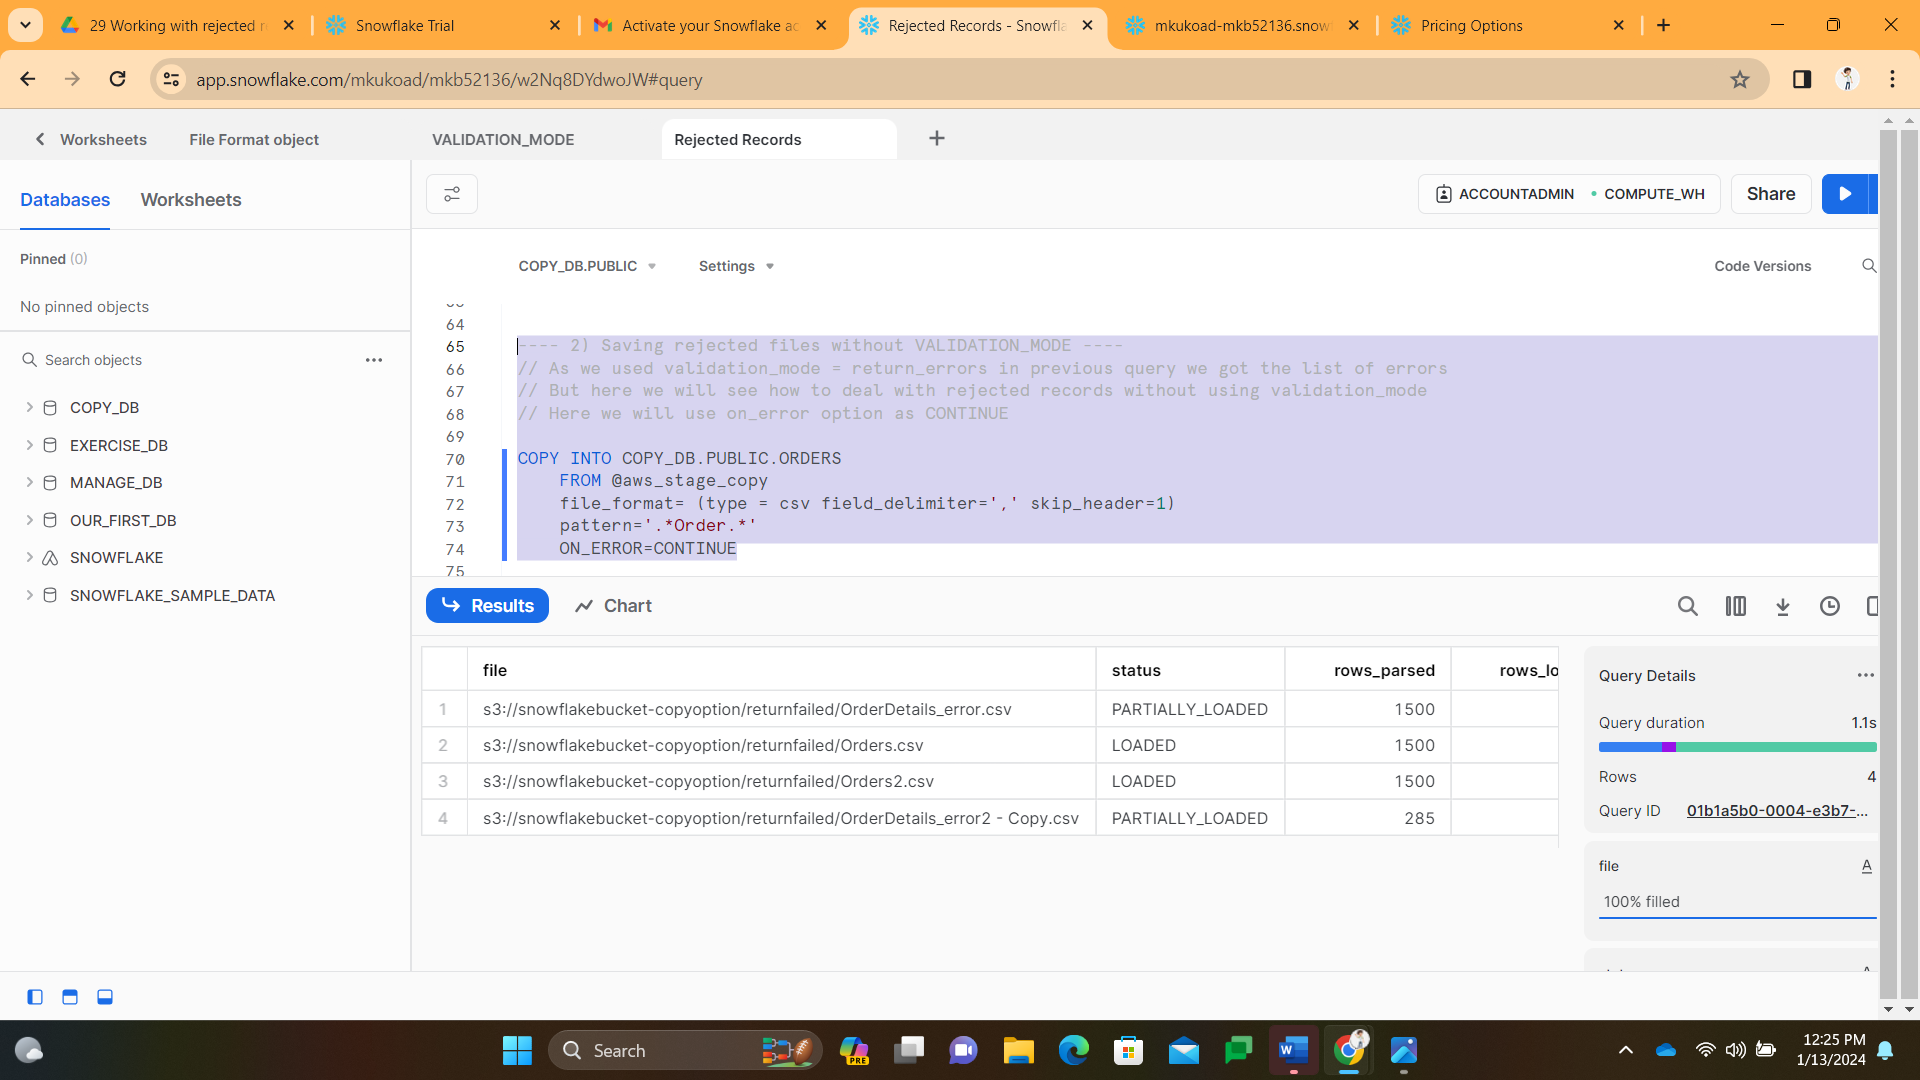 29 Working with rejected r
Snowflake Trial
Activate your Snowflake ac
Rejected Records - Snowfla
mkukoad-mkb52136.snowf
Pricing Options
app.snowflake.com/mkukoad/mkb52136/w2Nq8DYdwoJW#query
Worksheets
File Format object
VALIDATION_MODE
Rejected Records
Databases
Worksheets
ACCOUNTADMIN
COMPUTE_WH
Share
Pinned (0)
COPY_DB.PUBLIC
Settings
Code Versions
No pinned objects
Search objects
COPY_DB
EXERCISE_DB
MANAGE_DB
OUR_FIRST_DB
SNOWFLAKE
SNOWFLAKE_SAMPLE_DATA
64
65 ---- 2) Saving rejected files without VALIDATION_MODE ----
66 // As we used validation_mode = return_errors in previous query we got the list of errors
67 // But here we will see how to deal with rejected records without using validation_mode
68 // Here we will use on_error option as CONTINUE
69
70 COPY INTO COPY_DB.PUBLIC.ORDERS
71 FROM @aws_stage_copy
72 file_format= (type = csv field_delimiter=',' skip_header=1)
73 pattern='.*Order.*'
74 ON_ERROR=CONTINUE
75
Results
Chart
file status rows_parsed rows_lo
1 s3://snowflakebucket-copyoption/returnfailed/OrderDetails_error.csv PARTIALLY_LOADED 1500
2 s3://snowflakebucket-copyoption/returnfailed/Orders.csv LOADED 1500
3 s3://snowflakebucket-copyoption/returnfailed/Orders2.csv LOADED 1500
4 s3://snowflakebucket-copyoption/returnfailed/OrderDetails_error2 - Copy.csv PARTIALLY_LOADED 285
Query Details
Query duration 1.1s
Rows 4
Query ID 01b1a5b0-0004-e3b7-...
file A
100% filled
Search
PRE
12:25 PM
1/13/2024